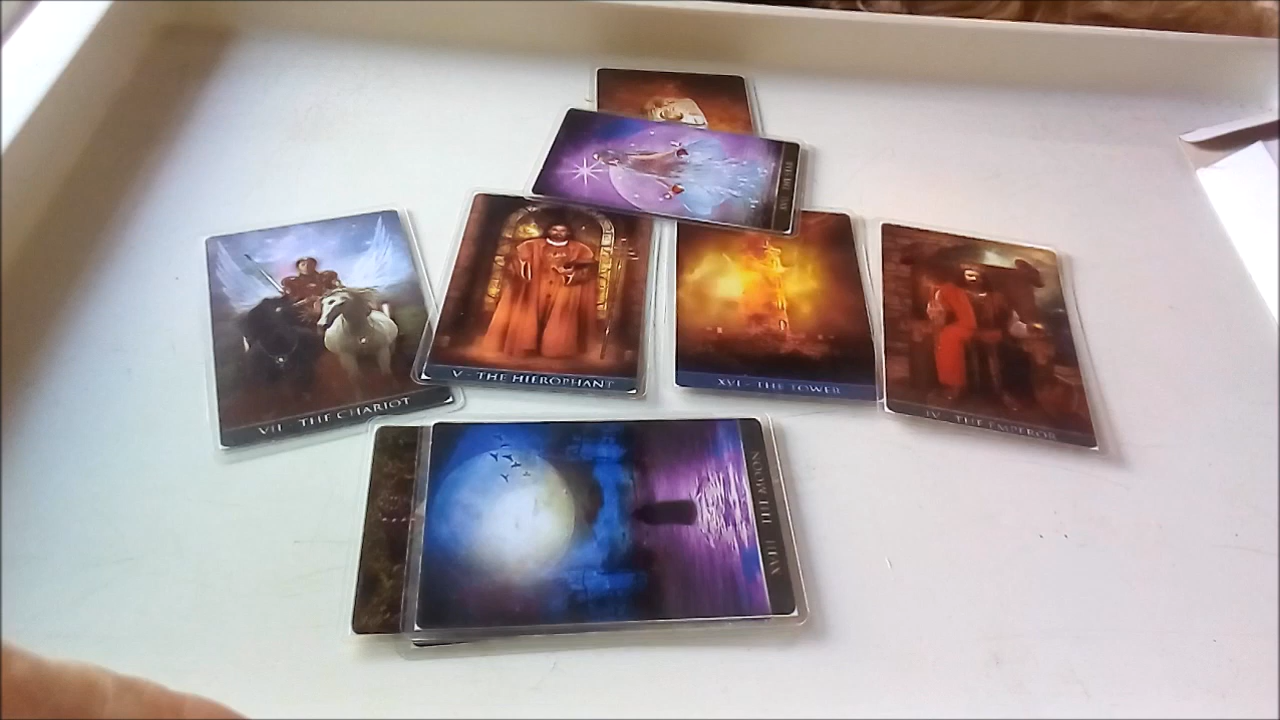 VII - THE CHARIOT
V - THE HIEROPHANT
XVI - THE TOWER
IV - THE EMPEROR
XVIII - THE MOON